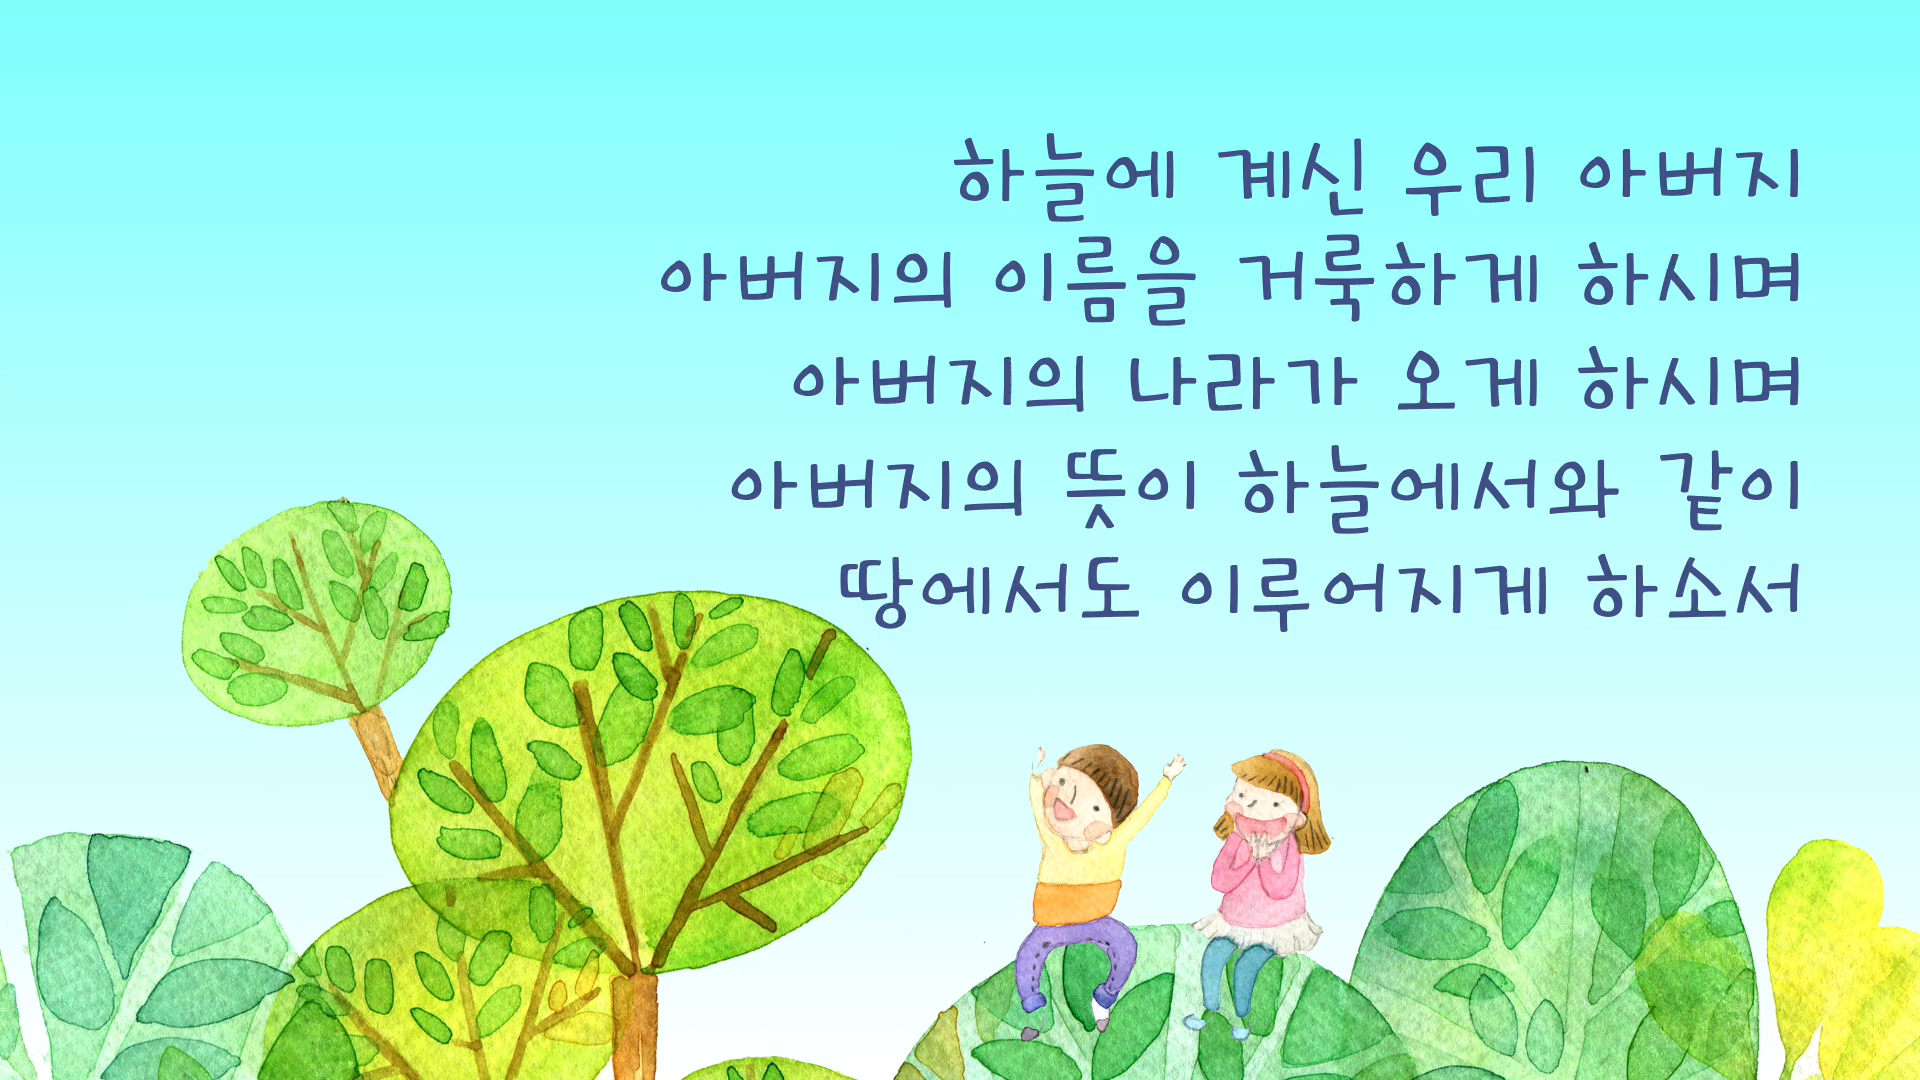 하늘에 계신 우리 아버지
아버지의 이름을 거룩하게 하시며
아버지의 나라가 오게 하시며
아버지의 뜻이 하늘에서와 같이
땅에서도 이루어지게 하소서